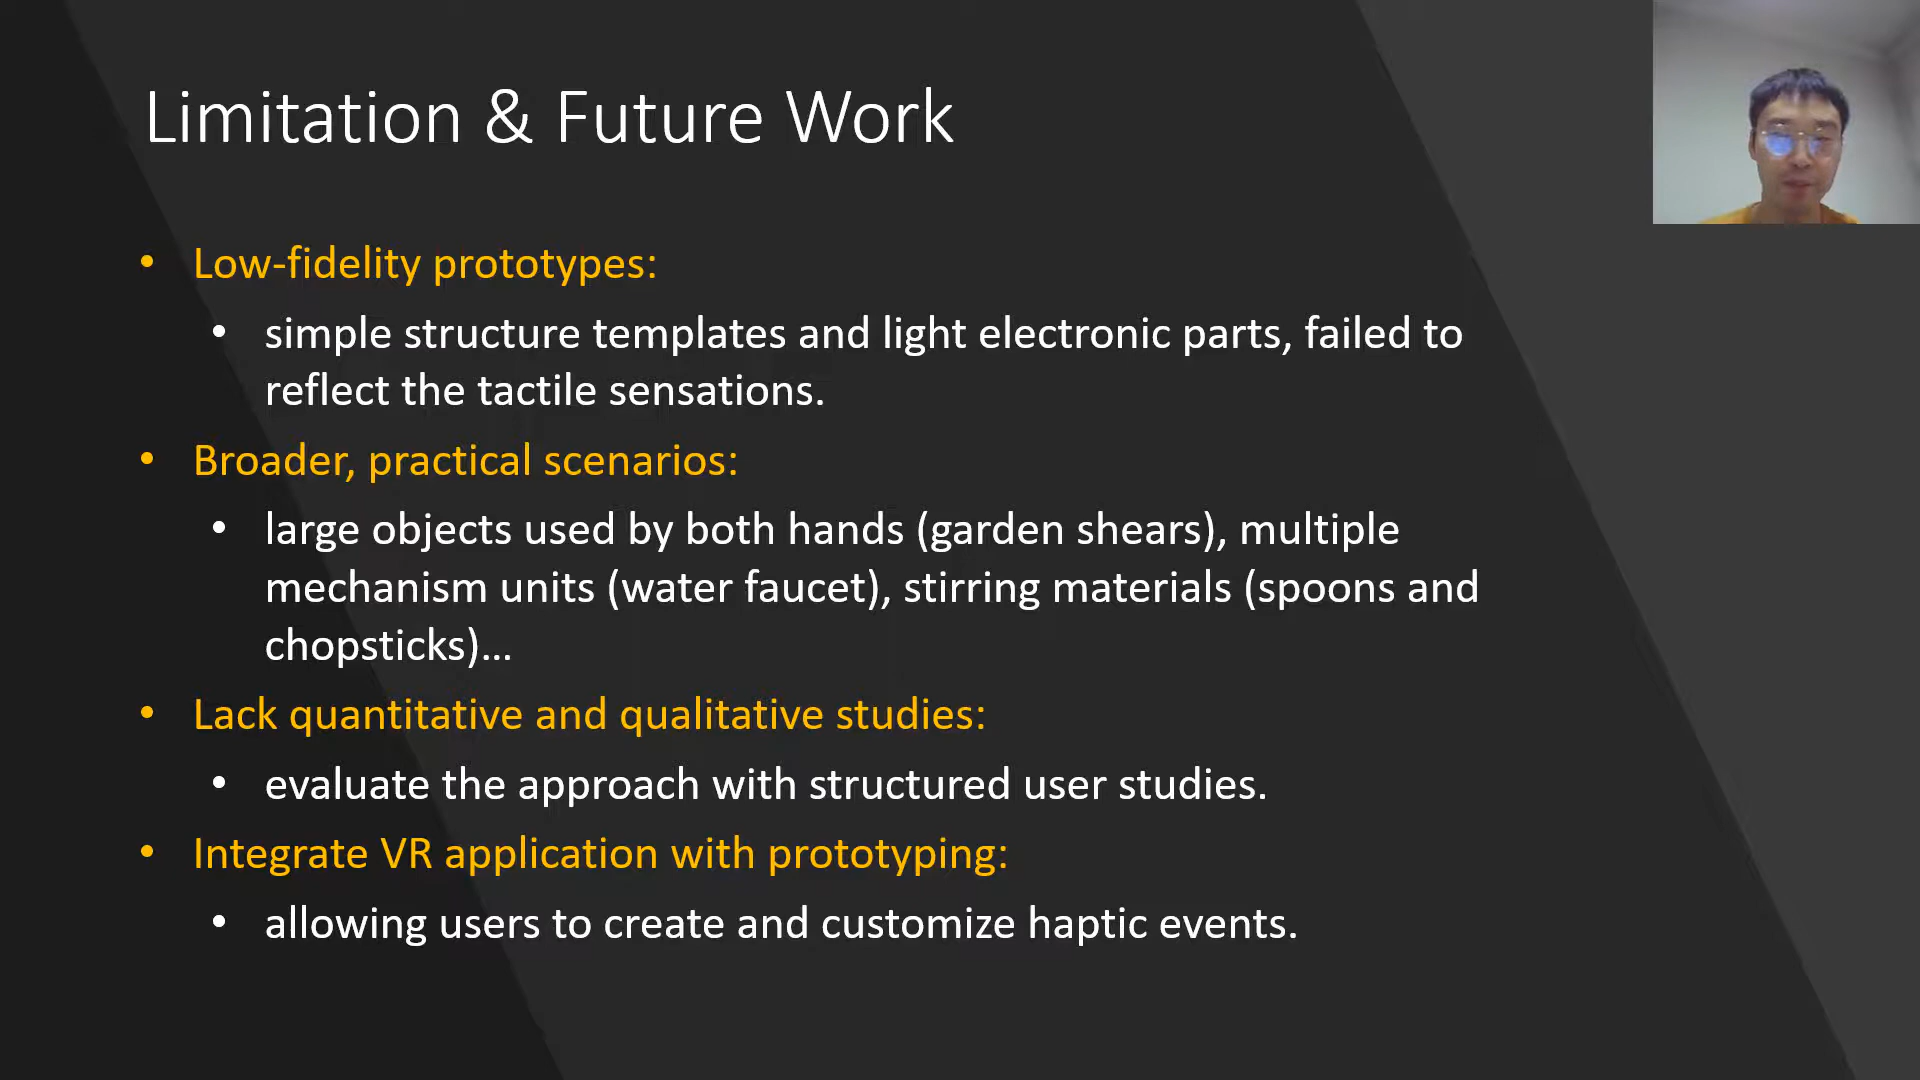 Limitation & Future Work
• Low-fidelity prototypes:
• simple structure templates and light electronic parts, failed to
reflect the tactile sensations.
• Broader, practical scenarios:
• large objects used by both hands (garden shears), multiple
mechanism units (water faucet), stirring materials (spoons and
chopsticks)...
• Lack quantitative and qualitative studies:
• evaluate the approach with structured user studies.
• Integrate VR application with prototyping:
• allowing users to create and customize haptic events.